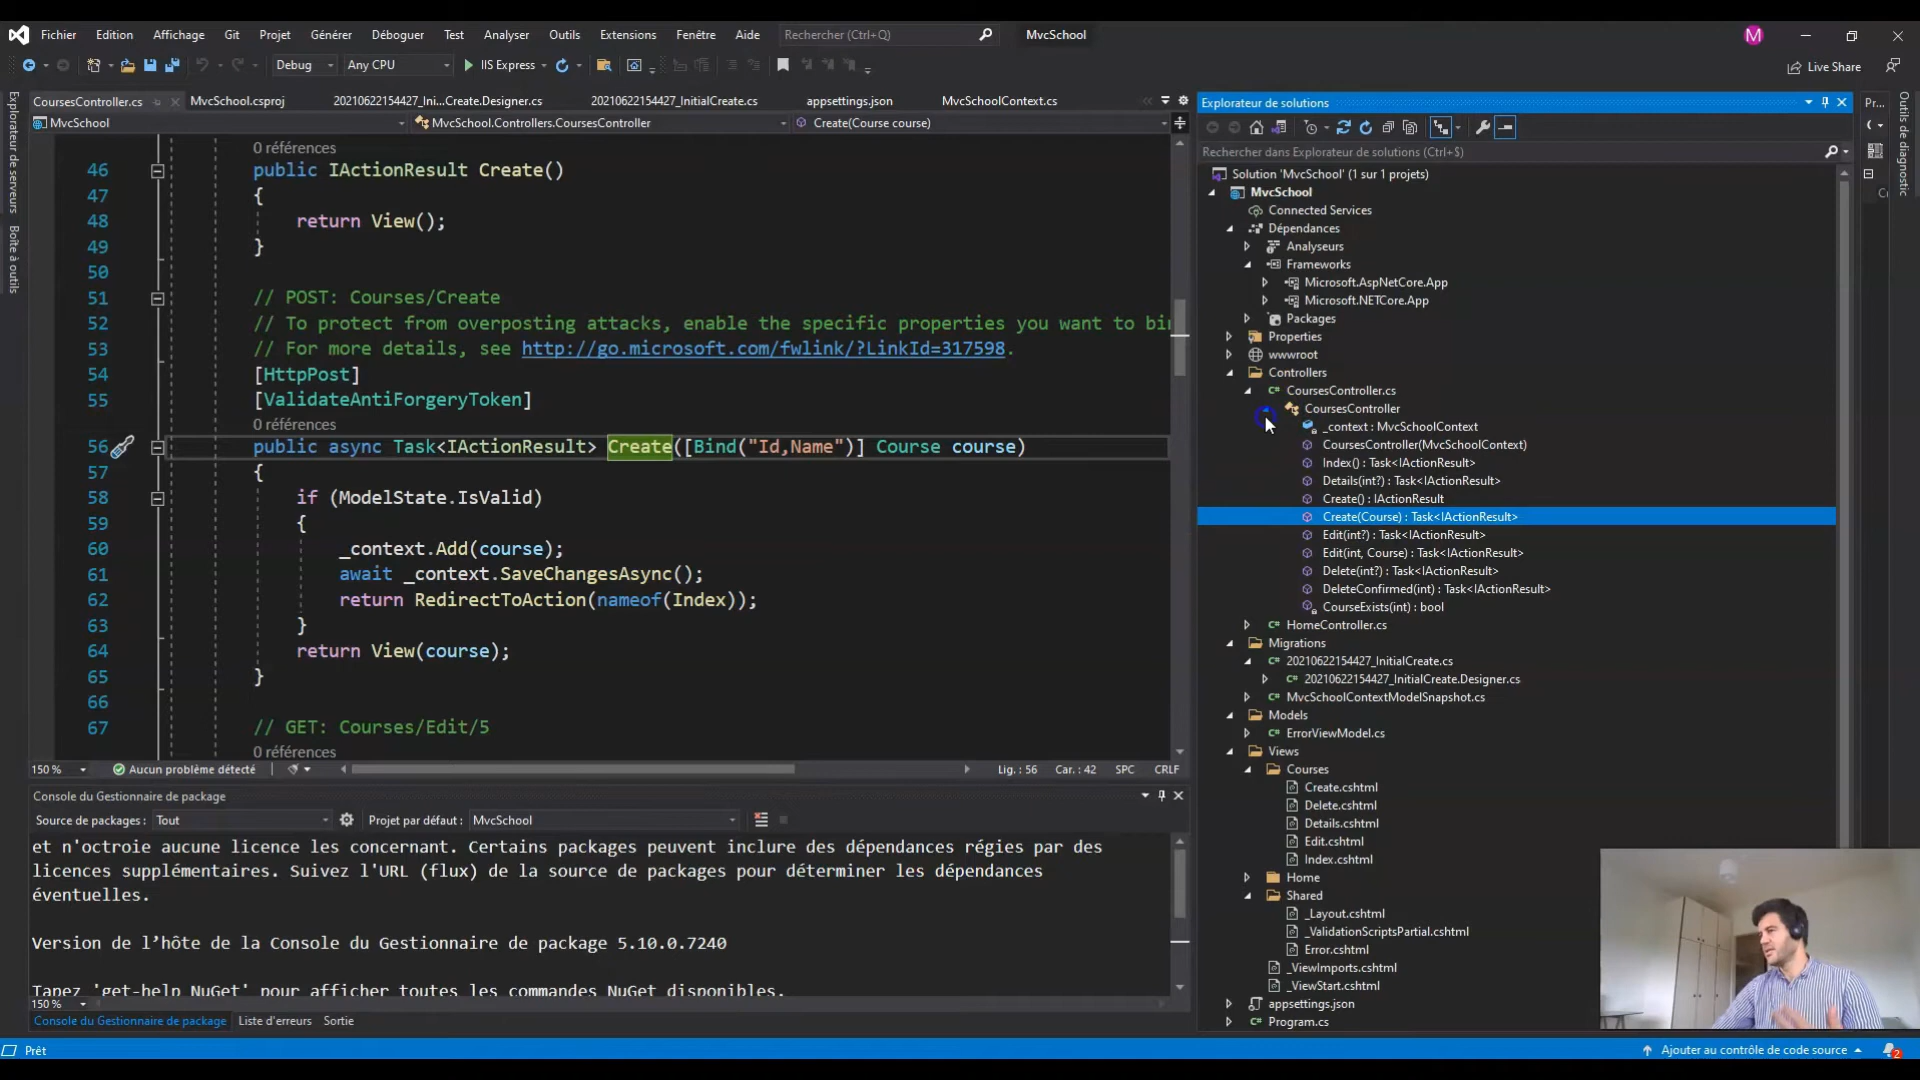 Fichier Edition Affichage Git Projet Générer Déboguer Test Analyser Outils Extensions Fenêtre Aide Rechercher (Ctrl+Q) MvcSchool M
Debug Any CPU IIS Express Live Share
CoursesController.cs MvcSchool.csproj 20210622154427_Ini...Create.Designer.cs 20210622154427_InitialCreate.cs appsettings.json MvcSchoolContext.cs
MvcSchool MvcSchool.Controllers.CoursesController Create(Course course)
Explorateur de serveurs
Boîte à outils
0 références
46 public IActionResult Create()
47 {
48 return View();
49 }
50
51 // POST: Courses/Create
52 // To protect from overposting attacks, enable the specific properties you want to bin
53 // For more details, see http://go.microsoft.com/fwlink/?LinkId=317598.
54 [HttpPost]
55 [ValidateAntiForgeryToken]
0 références
56 public async Task<IActionResult> Create([Bind("Id,Name")] Course course)
57 {
58 if (ModelState.IsValid)
59 {
60 _context.Add(course);
61 await _context.SaveChangesAsync();
62 return RedirectToAction(nameof(Index));
63 }
64 return View(course);
65 }
66
67 // GET: Courses/Edit/5
0 références
150 % Aucun problème détecté Lig. : 56 Car. : 42 SPC CRLF
Console du Gestionnaire de package
Source de packages : Tout Projet par défaut : MvcSchool
et n'octroie aucune licence les concernant. Certains packages peuvent inclure des dépendances régies par des
licences supplémentaires. Suivez l'URL (flux) de la source de packages pour déterminer les dépendances
éventuelles.
Version de l’hôte de la Console du Gestionnaire de package 5.10.0.7240
Tapez 'get-help NuGet' pour afficher toutes les commandes NuGet disponibles.
150 %
Console du Gestionnaire de package Liste d'erreurs Sortie
Explorateur de solutions
Rechercher dans Explorateur de solutions (Ctrl+$)
Solution 'MvcSchool' (1 sur 1 projets)
MvcSchool
Connected Services
Dépendances
Analyseurs
Frameworks
Microsoft.AspNetCore.App
Microsoft.NETCore.App
Packages
Properties
wwwroot
Controllers
CoursesController.cs
CoursesController
_context : MvcSchoolContext
CoursesController(MvcSchoolContext)
Index() : Task<IActionResult>
Details(int?) : Task<IActionResult>
Create() : IActionResult
Create(Course) : Task<IActionResult>
Edit(int?) : Task<IActionResult>
Edit(int, Course) : Task<IActionResult>
Delete(int?) : Task<IActionResult>
DeleteConfirmed(int) : Task<IActionResult>
CourseExists(int) : bool
HomeController.cs
Migrations
20210622154427_InitialCreate.cs
20210622154427_InitialCreate.Designer.cs
MvcSchoolContextModelSnapshot.cs
Models
ErrorViewModel.cs
Views
Courses
Create.cshtml
Delete.cshtml
Details.cshtml
Edit.cshtml
Index.cshtml
Home
Shared
_Layout.cshtml
_ValidationScriptsPartial.cshtml
Error.cshtml
_ViewImports.cshtml
_ViewStart.cshtml
appsettings.json
Program.cs
Pr...
Outils de diagnostic
Prêt Ajouter au contrôle de code source 2